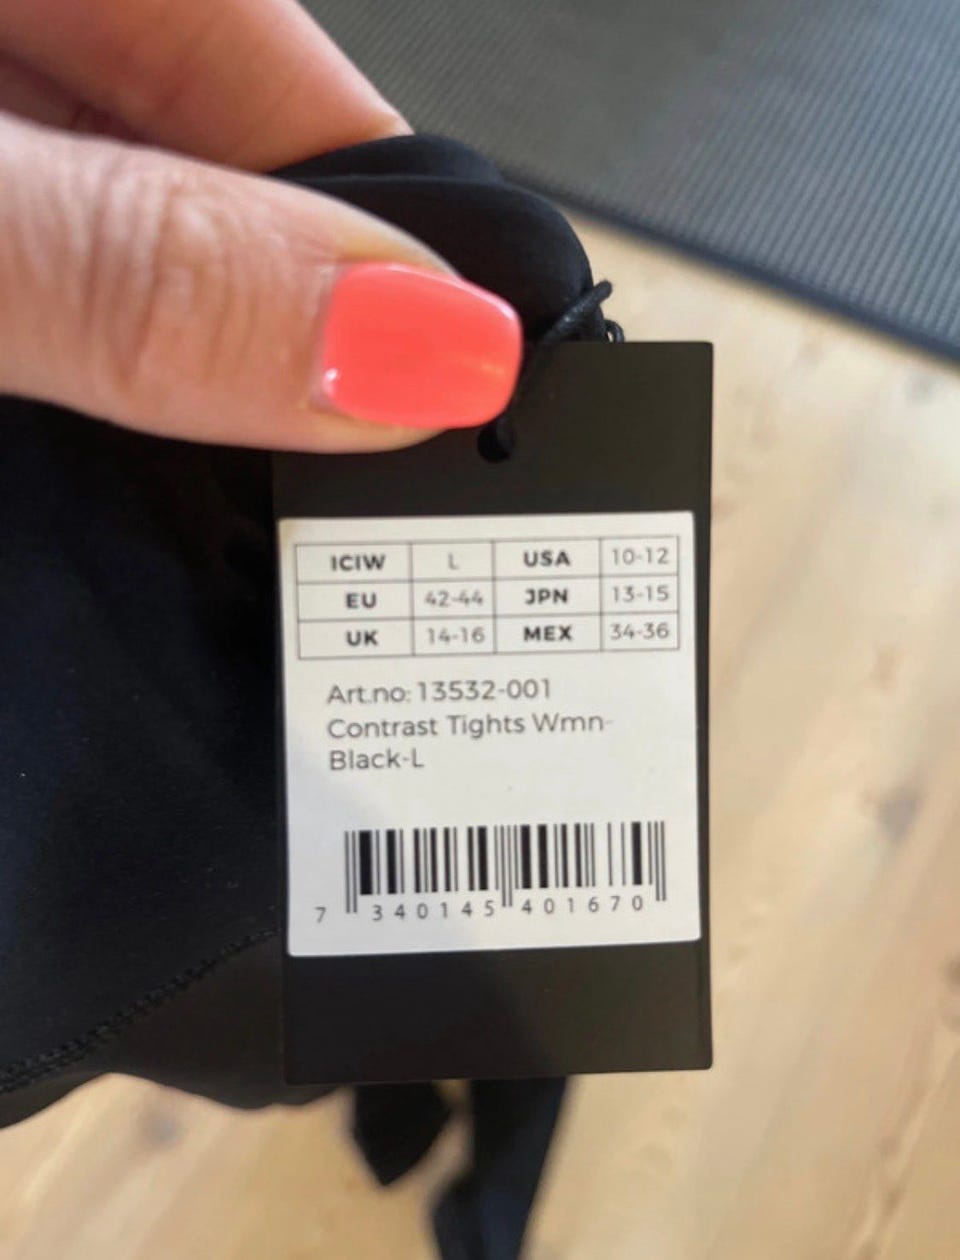 ICIW L USA 10-12
EU 42-44 JPN 13-15
UK 14-16 MEX 34-36
Art.no: 13532-001
Contrast Tights Wmn-
Black-L
7 340145 401670